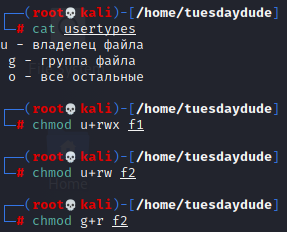 (root💀kali)-[/home/tuesdaydude]
# cat usertypes
u - владелец файла
g - группа файла
o - все остальные
(root💀kali)-[/home/tuesdaydude]
# chmod u+rwx f1
(root💀kali)-[/home/tuesdaydude]
# chmod u+rw f2
(root💀kali)-[/home/tuesdaydude]
# chmod g+r f2